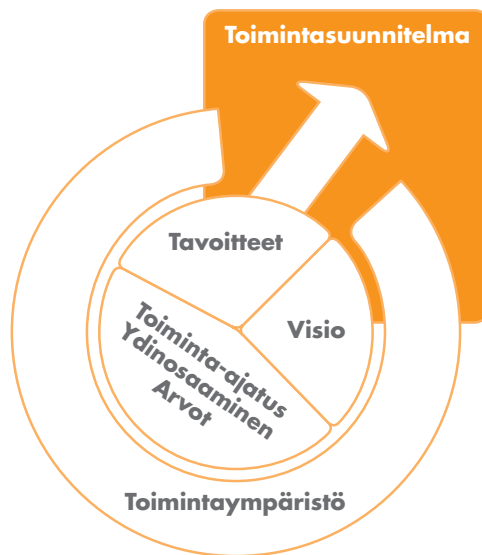 Toimintasuunnitelma
Tavoitteet
Visio
Toiminta-ajatus
Ydinosaaminen
Arvot
Toimintaympäristö